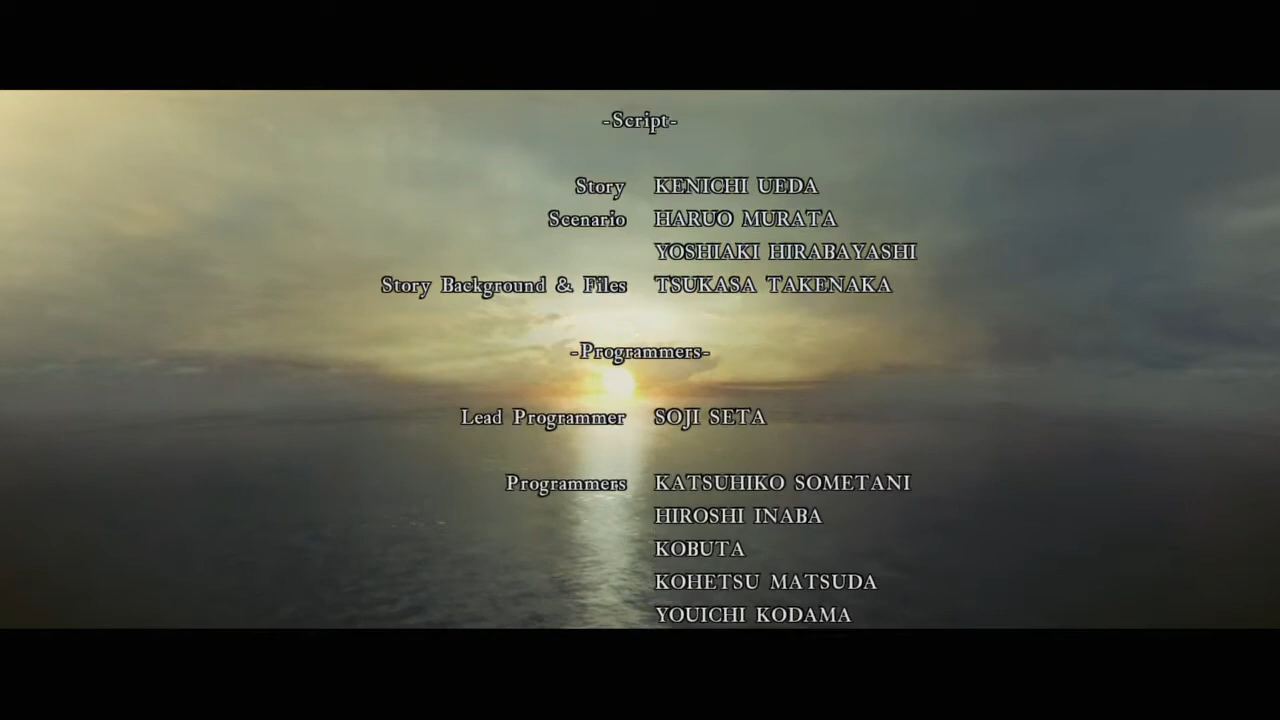 -Script-
Story KENICHI UEDA
Scenario HARUO MURATA
YOSHIAKI HIRABAYASHI
Story Background & Files TSUKASA TAKENAKA
-Programmers-
Lead Programmer SOJI SETA
Programmers KATSUHIKO SOMETANI
HIROSHI INABA
KOBUTA
KOHETSU MATSUDA
YOUICHI KODAMA